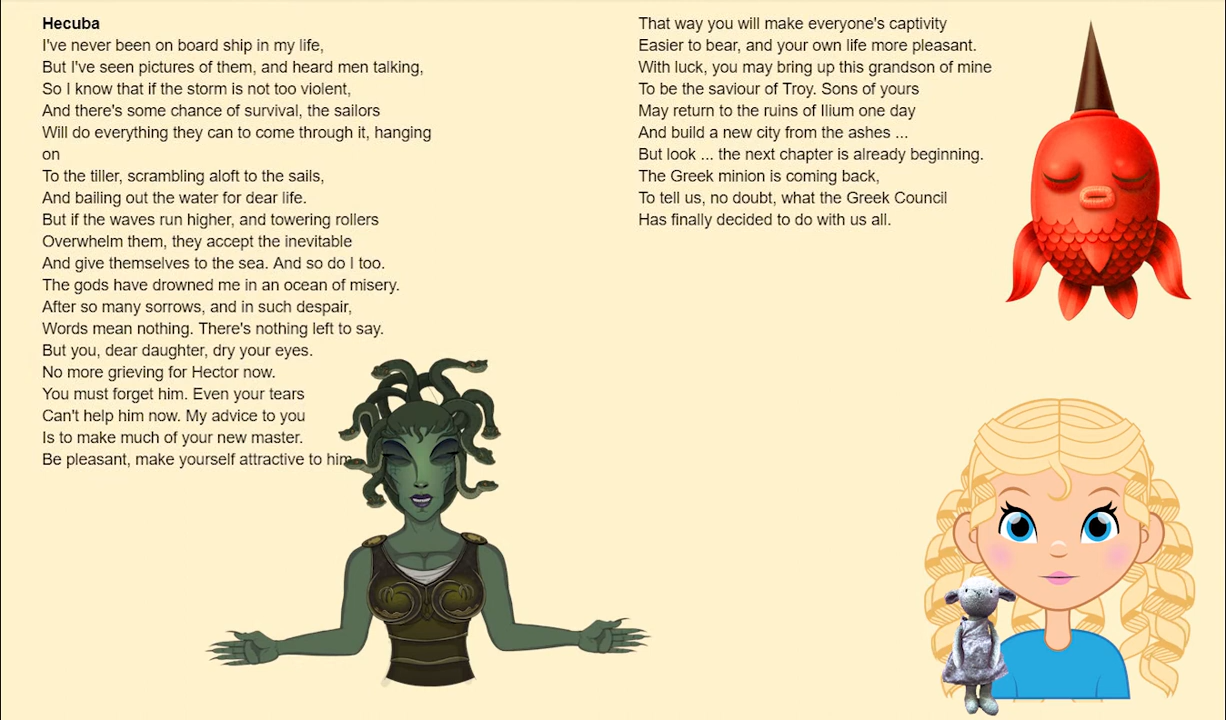 Hecuba
I've never been on board ship in my life,
But I've seen pictures of them, and heard men talking,
So I know that if the storm is not too violent,
And there's some chance of survival, the sailors
Will do everything they can to come through it, hanging
on
To the tiller, scrambling aloft to the sails,
And bailing out the water for dear life.
But if the waves run higher, and towering rollers
Overwhelm them, they accept the inevitable
And give themselves to the sea. And so do I too.
The gods have drowned me in an ocean of misery.
After so many sorrows, and in such despair,
Words mean nothing. There's nothing left to say.
But you, dear daughter, dry your eyes.
No more grieving for Hector now.
You must forget him. Even your tears
Can't help him now. My advice to you
Is to make much of your new master.
Be pleasant, make yourself attractive to him
That way you will make everyone's captivity
Easier to bear, and your own life more pleasant.
With luck, you may bring up this grandson of mine
To be the saviour of Troy. Sons of yours
May return to the ruins of Ilium one day
And build a new city from the ashes ...
But look ... the next chapter is already beginning.
The Greek minion is coming back,
To tell us, no doubt, what the Greek Council
Has finally decided to do with us all.